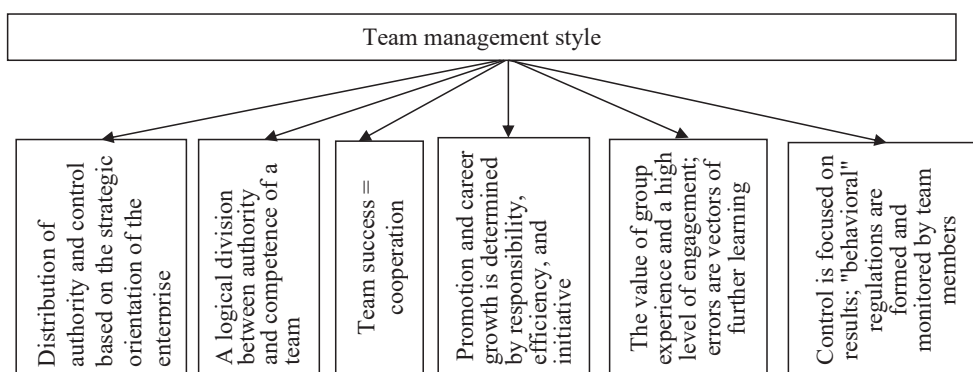 Team management style
Distribution of
authority and control
based on the strategic
orientation of the
enterprise
A logical division
between authority
and competence of a
team
Team success =
cooperation
Promotion and career
growth is determined
by responsibility,
efficiency, and
initiative
The value of group
experience and a high
level of engagement;
errors are vectors of
further learning
Control is focused on
results; "behavioral"
regulations are
formed and
monitored by team
members